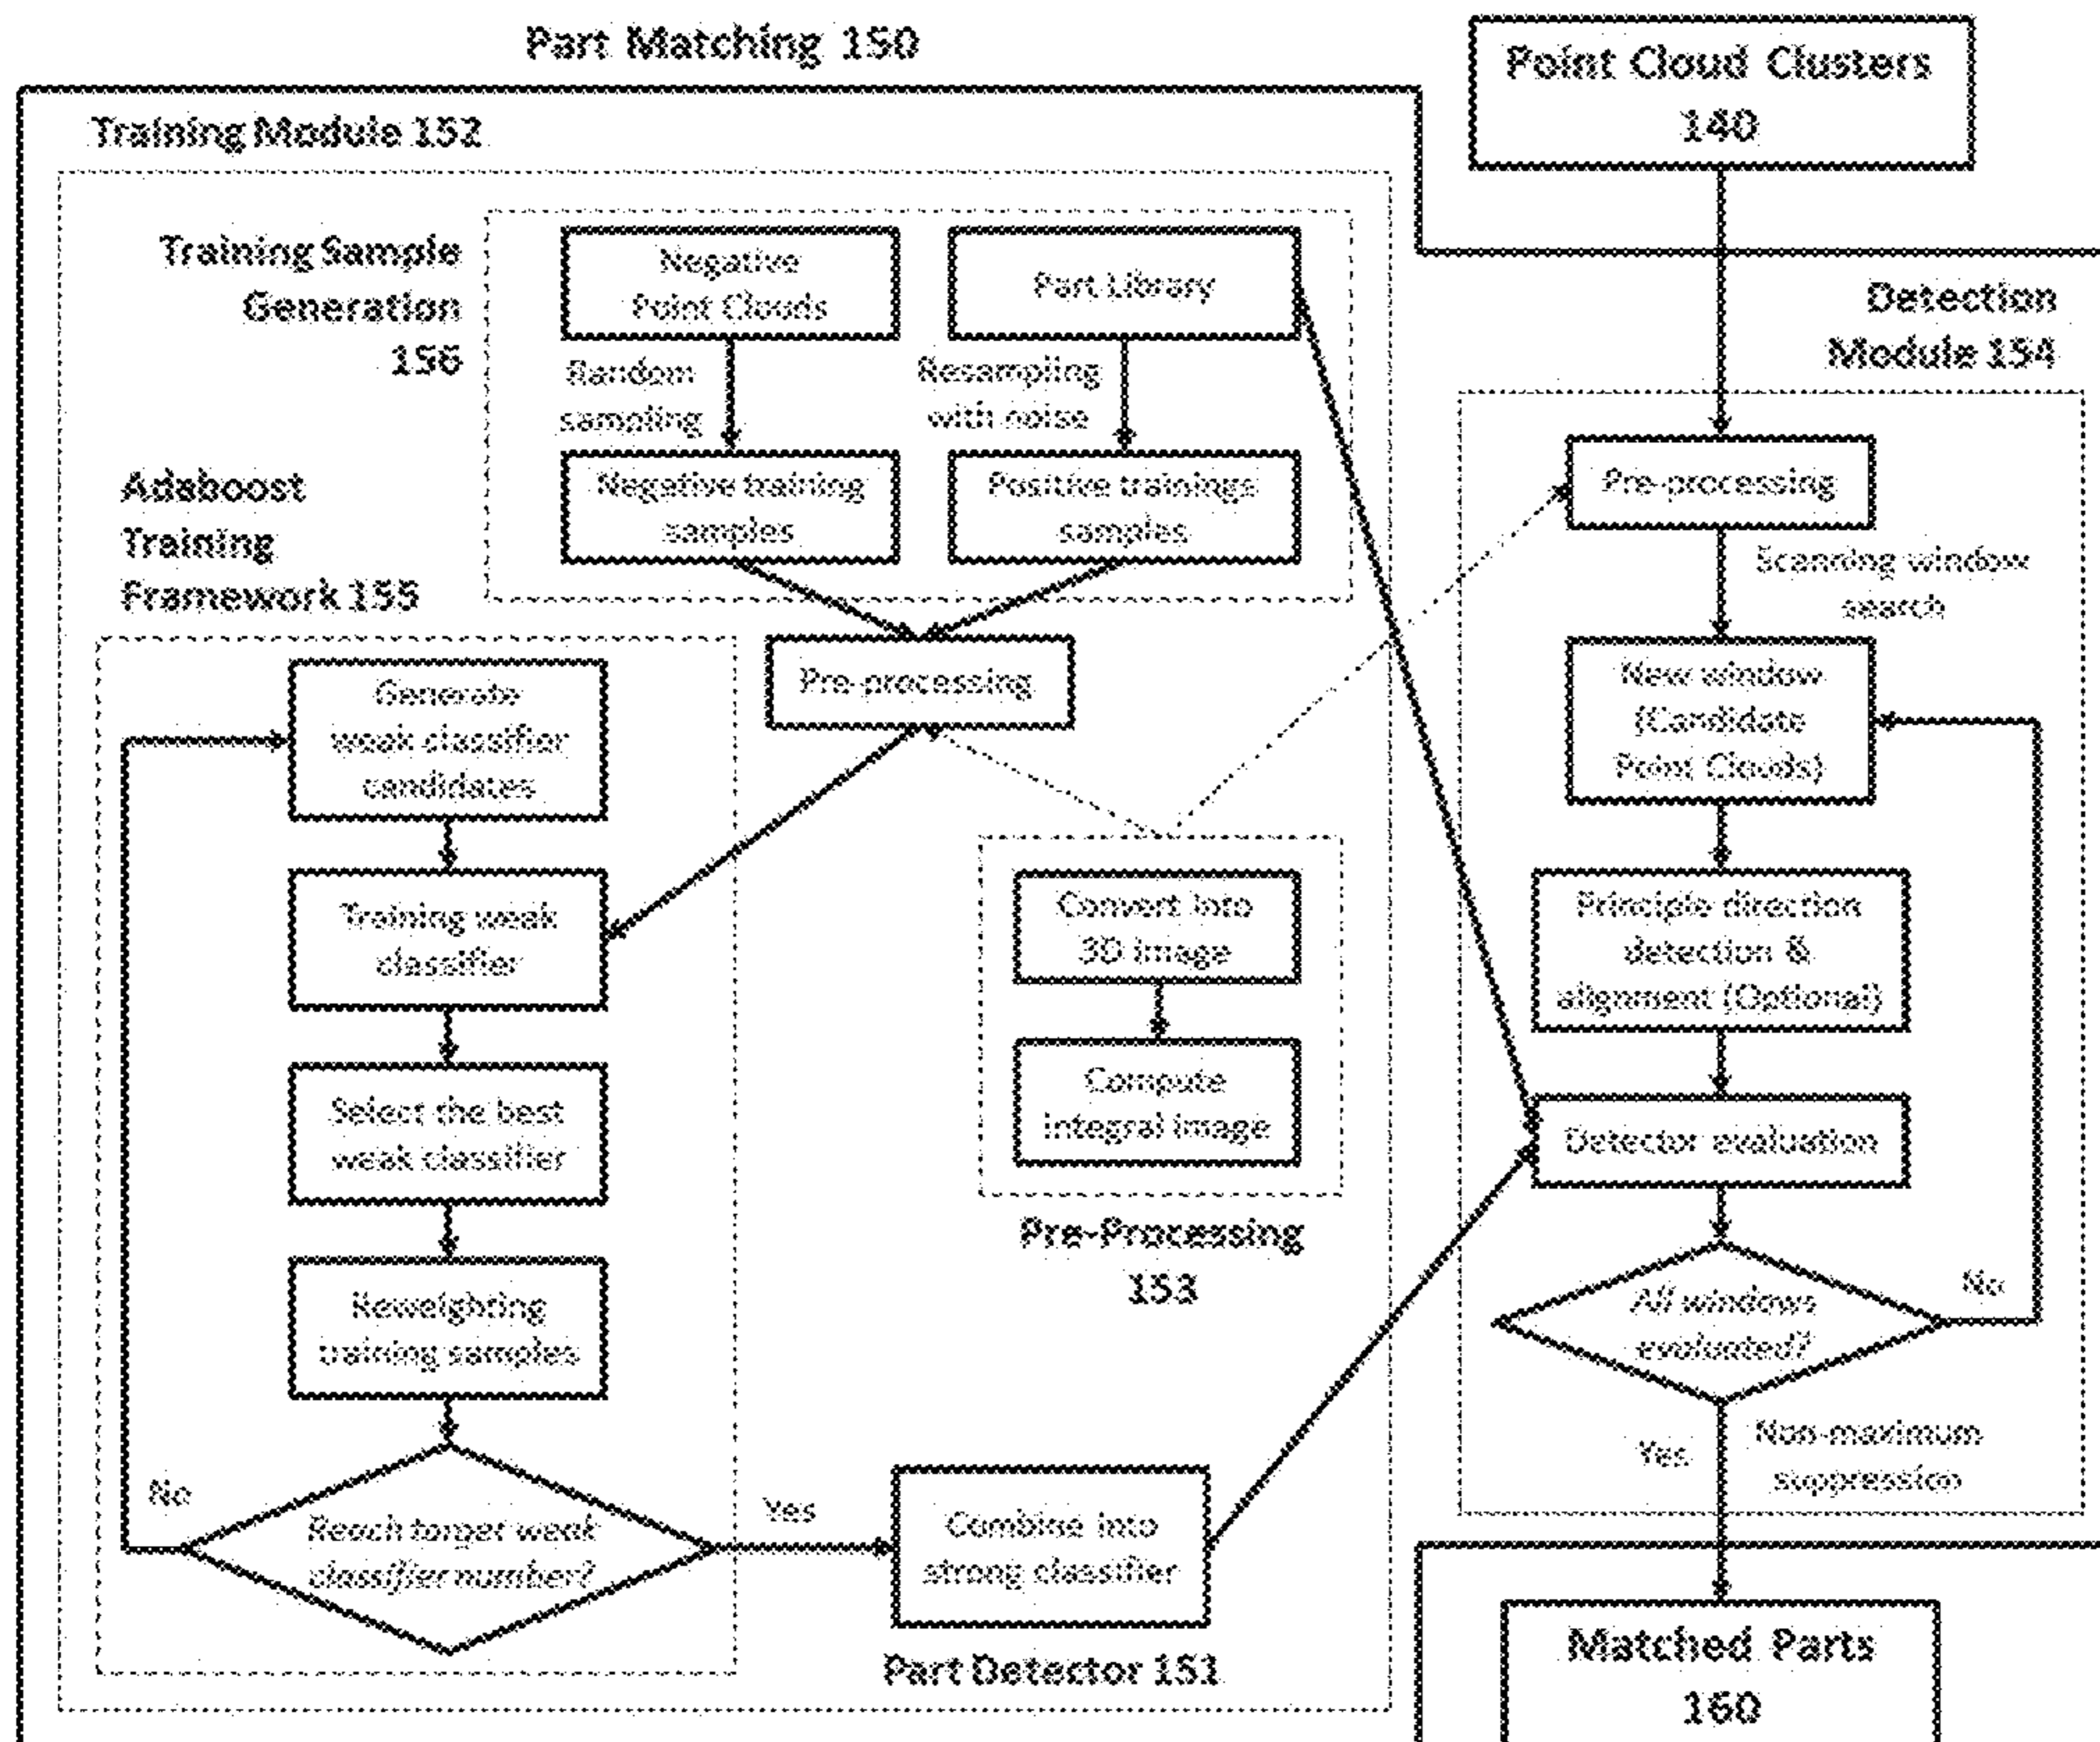 Part Matching 150
Point Cloud Clusters
140
Training Module 152
Training Sample
Generation
156
Negative
Point Clouds
Part Library
Random
sampling
Resampling
with noise
Negative training
samples
Positive trainings
samples
Pre-processing
Adaboost
Training
Framework 155
Generate
weak classifier
candidates
Training weak
classifier
Select the best
weak classifier
Reweighting
training samples
Reach target weak
classifier number?
No
Yes
Combine into
strong classifier
Part Detector 151
Convert into
3D image
Compute
integral image
Pre-Processing
153
Detection
Module 154
Pre-processing
Scanning window
search
New window
(Candidate
Point Clouds)
Principle direction
detection &
alignment (Optional)
Detector evaluation
All windows
evaluated?
No
Yes
Non-maximum
suppression
Matched Parts
160